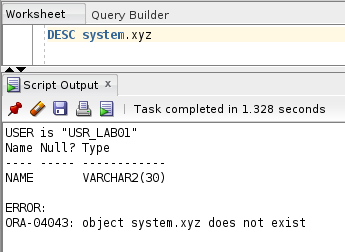 Worksheet Query Builder
DESC system.xyz
Script Output x
Task completed in 1.328 seconds
USER is "USR_LAB01"
Name Null? Type
---- ----- ------------
NAME       VARCHAR2(30)
ERROR:
ORA-04043: object system.xyz does not exist